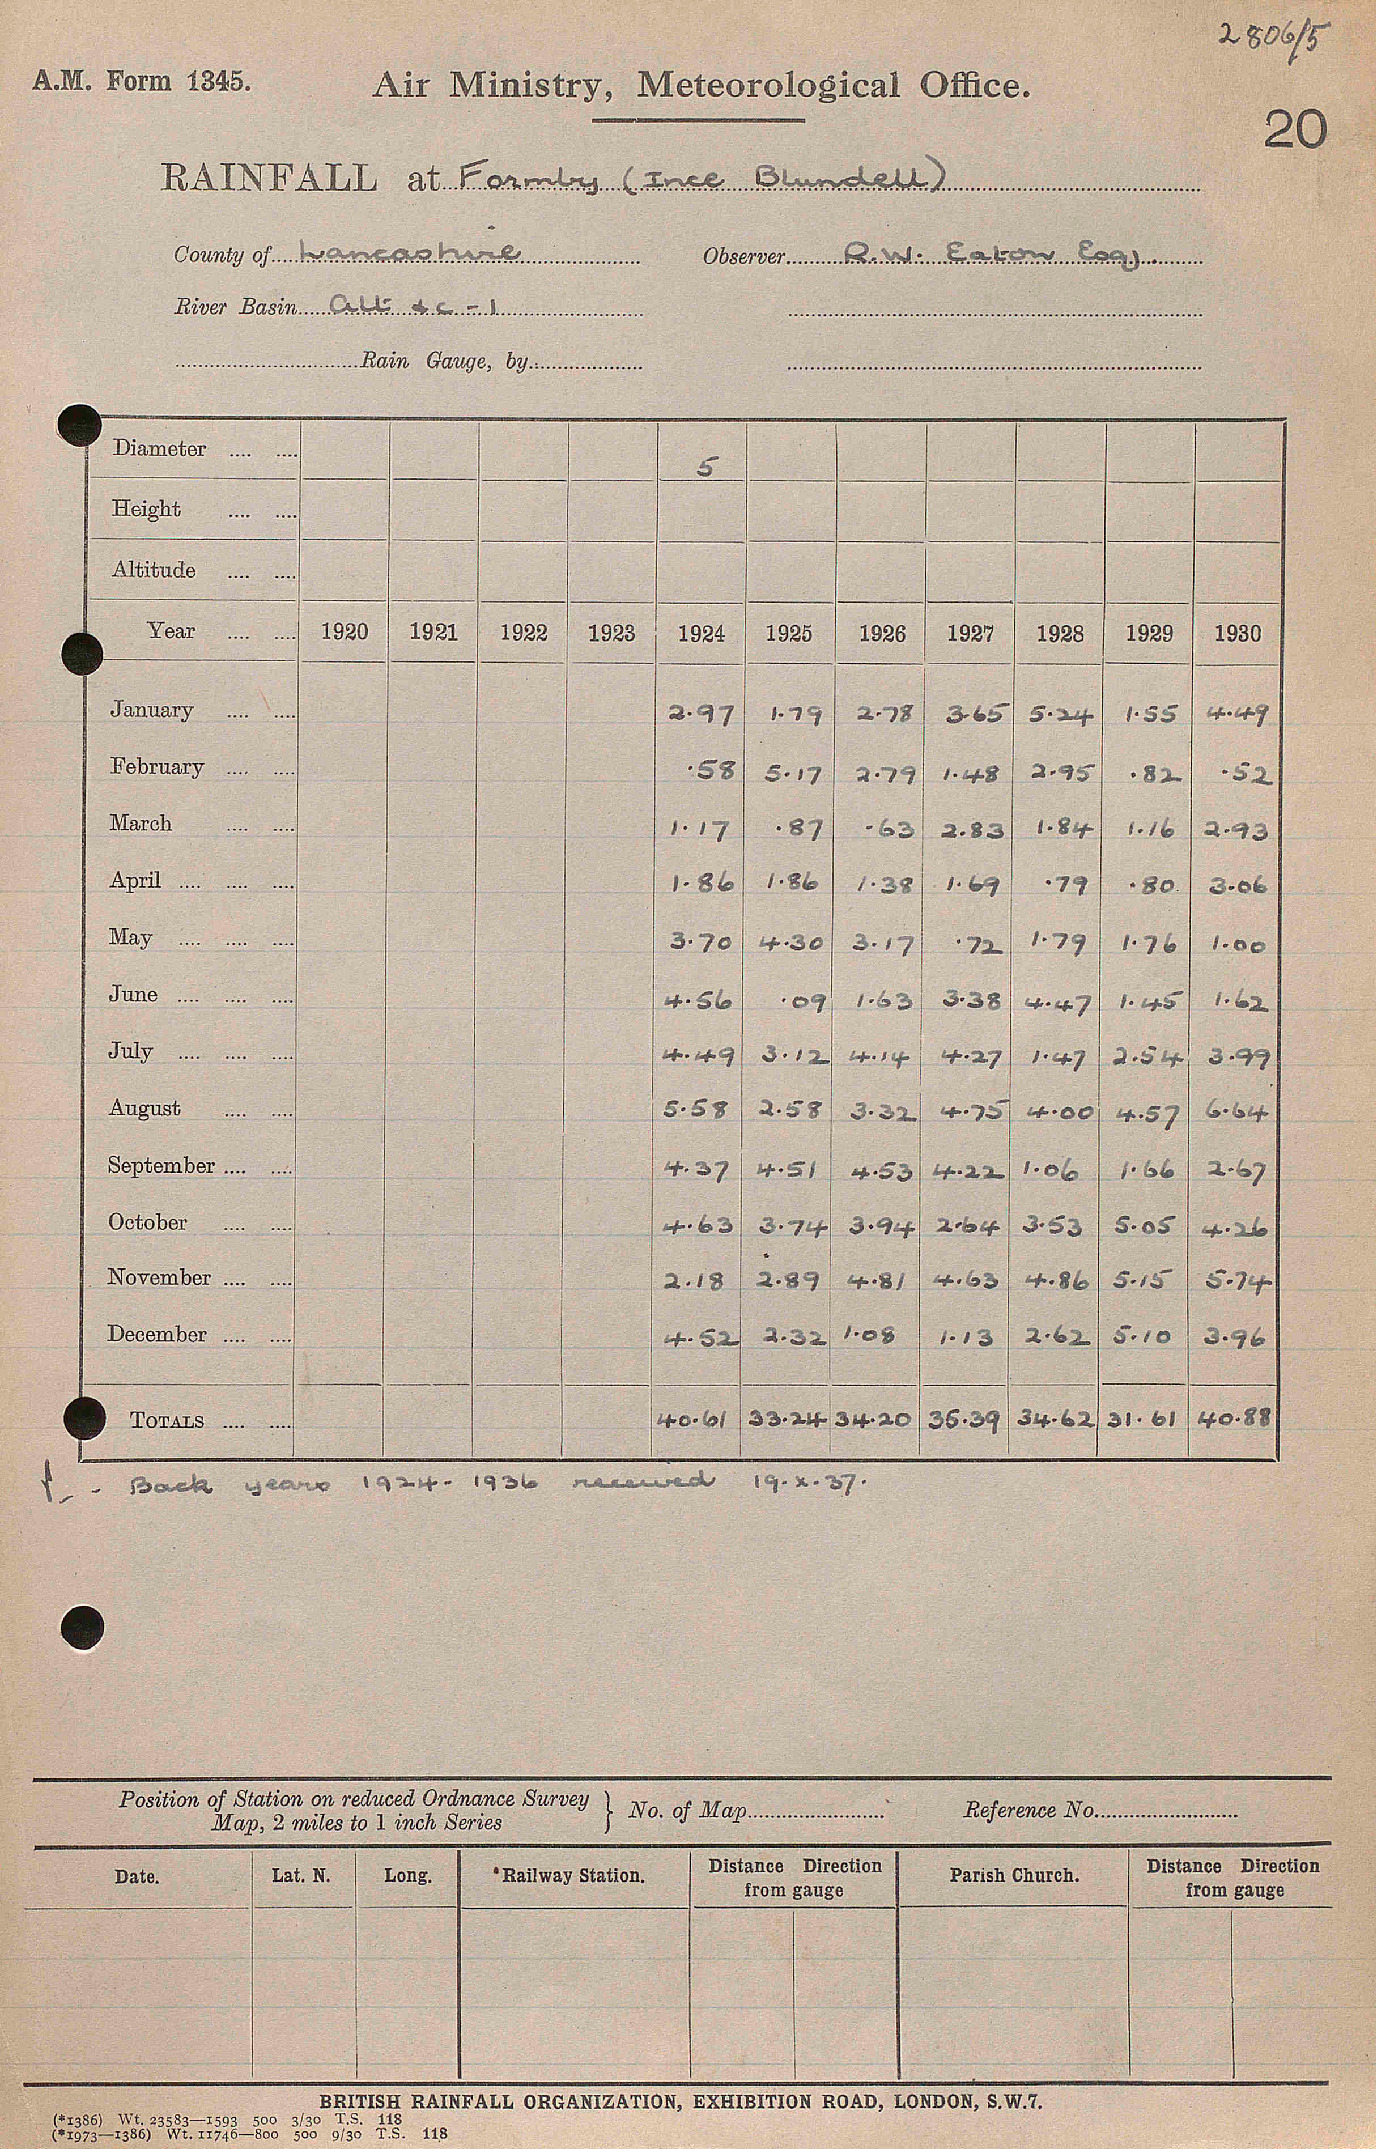 2806/5
A.M. Form 1345. Air Ministry, Meteorological Office.
20
RAINFALL at Formby (Ince Blundell)
County of Lancashire Observer R.W. Eaton Esq.
River Basin Alt &c - 1
Rain Gauge, by
Diameter .... .... 5
Height .... ....
Altitude .... ....
Year .... .... 1920 1921 1922 1923 1924 1925 1926 1927 1928 1929 1930
January .... .... 2.97 1.79 2.78 3.65 5.24 1.55 4.49
February .... .... .58 5.17 2.79 1.48 2.95 .82 .52
March .... .... 1.17 .87 .63 2.83 1.84 1.16 2.93
April .... .... .... 1.86 1.86 1.38 1.69 .79 .80 3.06
May .... .... .... 3.70 4.30 3.17 .72 1.79 1.76 1.00
June .... .... .... 4.56 .09 1.63 3.38 4.47 1.45 1.62
July .... .... .... 4.49 3.12 4.14 4.27 1.47 2.54 3.99
August .... .... 5.58 2.58 3.32 4.75 4.00 4.57 6.64
September .... .... 4.37 4.51 4.53 4.22 1.06 1.66 2.67
October .... .... 4.63 3.74 3.94 2.64 3.53 5.05 4.26
November .... .... 2.18 2.89 4.81 4.63 4.86 5.15 5.74
December .... .... 4.52 2.32 1.08 1.13 2.62 5.10 3.96
TOTALS .... .... 40.61 33.24 34.20 35.39 34.62 31.61 40.88
Back years 1924 - 1936 received 19.x.37.
Position of Station on reduced Ordnance Survey
Map, 2 miles to 1 inch Series } No. of Map Reference No.
Date. Lat. N. Long. *Railway Station. Distance Direction from gauge Parish Church. Distance Direction from gauge
BRITISH RAINFALL ORGANIZATION, EXHIBITION ROAD, LONDON, S.W.7.
(*1386) Wt. 23583—1593 500 3/30 T.S. 118
(*1973—1386) Wt. 11746—800 500 9/30 T.S. 118